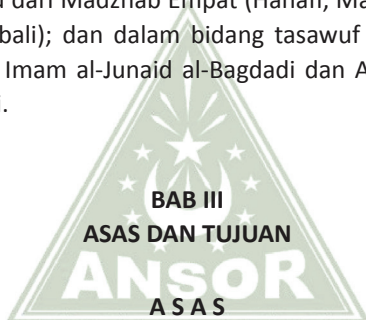 dari Madzhab Empat (Hanafi,
bali); dan dalam bidang tasawuf
Imam al-Junaid al-Bagdadi dan
BAB III
ASAS DAN TUJUAN
ANSOR
A S A S